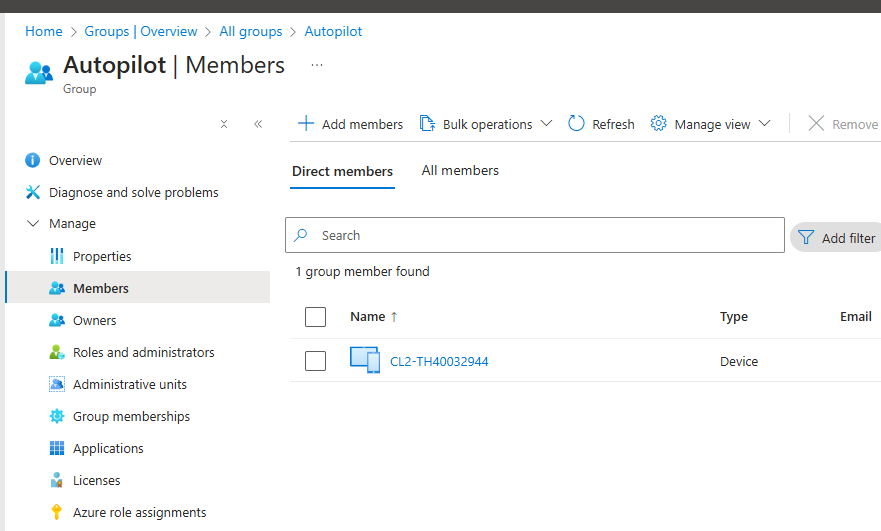 Home > Groups | Overview > All groups > Autopilot
Autopilot | Members ...
Group
+ Add members Bulk operations Refresh Manage view Remove
Overview
Diagnose and solve problems
Manage
Properties
Members
Owners
Roles and administrators
Administrative units
Group memberships
Applications
Licenses
Azure role assignments
Direct members All members
Search
Add filter
1 group member found
Name ↑ Type Email
CL2-TH40032944 Device